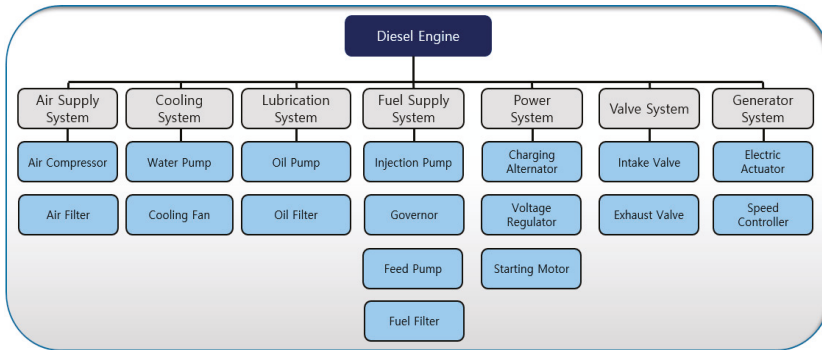 Diesel Engine
Air Supply
System
Cooling
System
Lubrication
System
Fuel Supply
System
Power
System
Valve System
Generator
System
Air Compressor
Water Pump
Oil Pump
Injection Pump
Charging
Alternator
Intake Valve
Electric
Actuator
Air Filter
Cooling Fan
Oil Filter
Governor
Voltage
Regulator
Exhaust Valve
Speed
Controller
Feed Pump
Starting Motor
Fuel Filter